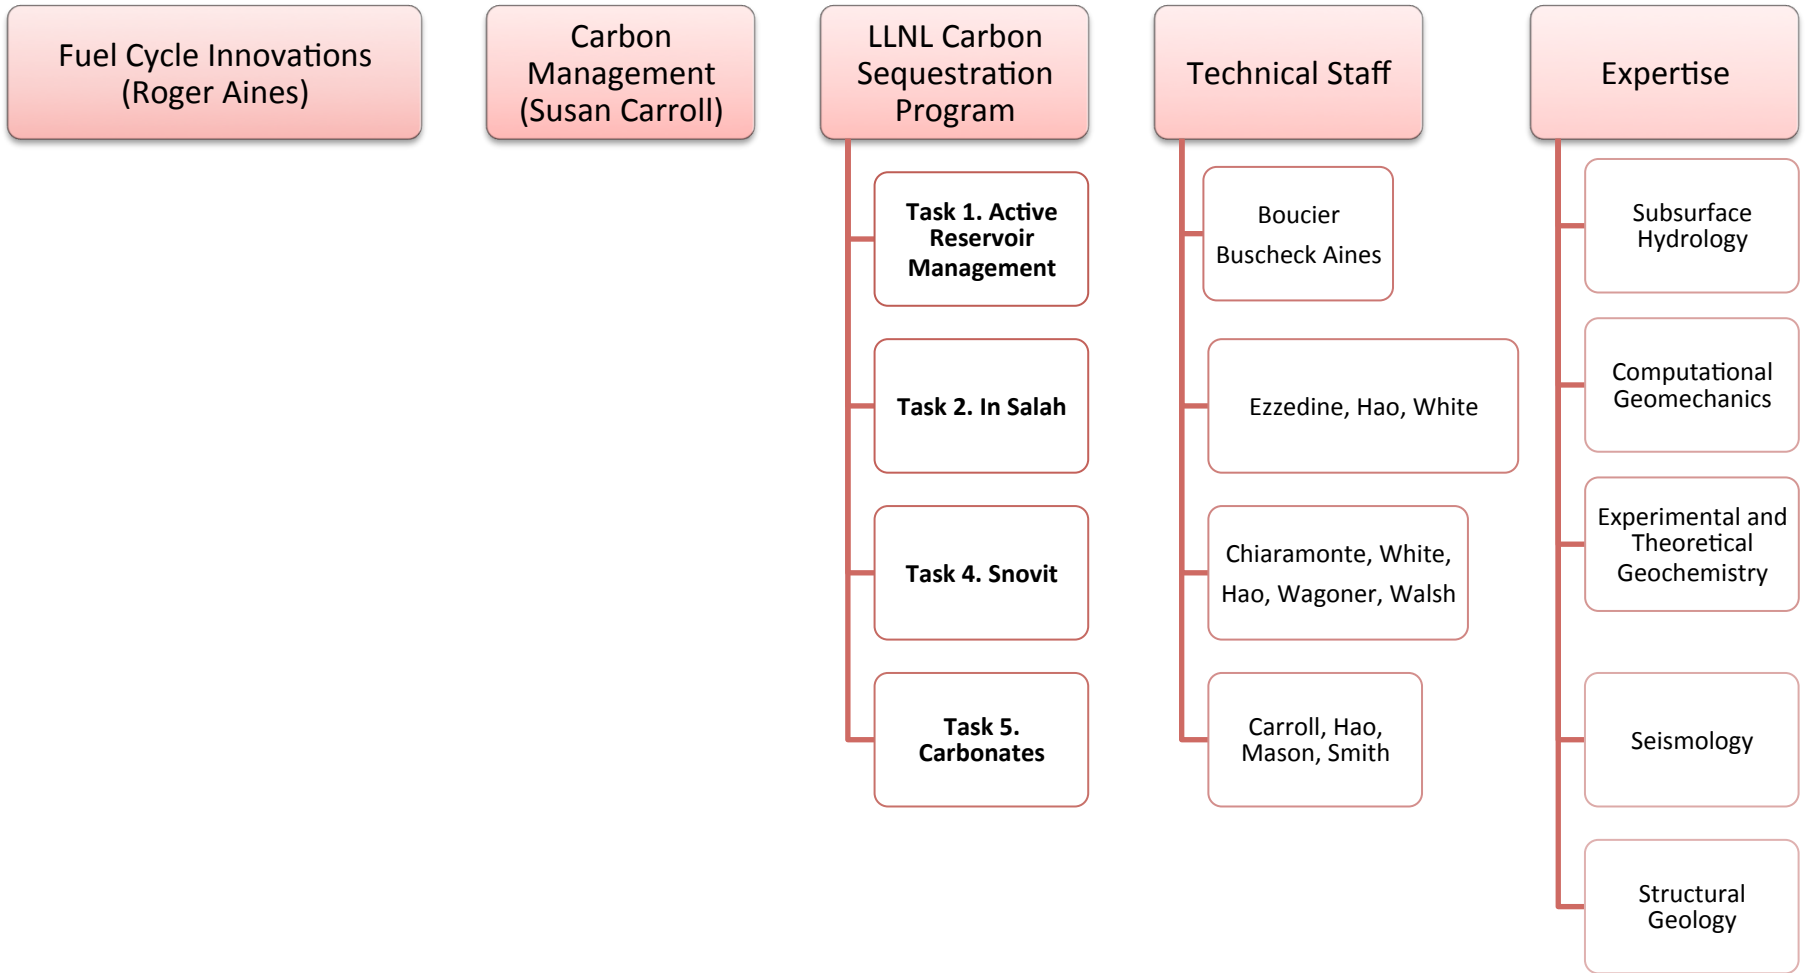 Fuel Cycle Innovations
(Roger Aines)
Carbon
Management
(Susan Carroll)
LLNL Carbon
Sequestration
Program
Task 1. Active
Reservoir
Management
Task 2. In Salah
Task 4. Snovit
Task 5.
Carbonates
Technical Staff
Boucier
Buscheck Aines
Ezzedine, Hao, White
Chiaramonte, White,
Hao, Wagoner, Walsh
Carroll, Hao,
Mason, Smith
Expertise
Subsurface
Hydrology
Computational
Geomechanics
Experimental and
Theoretical
Geochemistry
Seismology
Structural
Geology